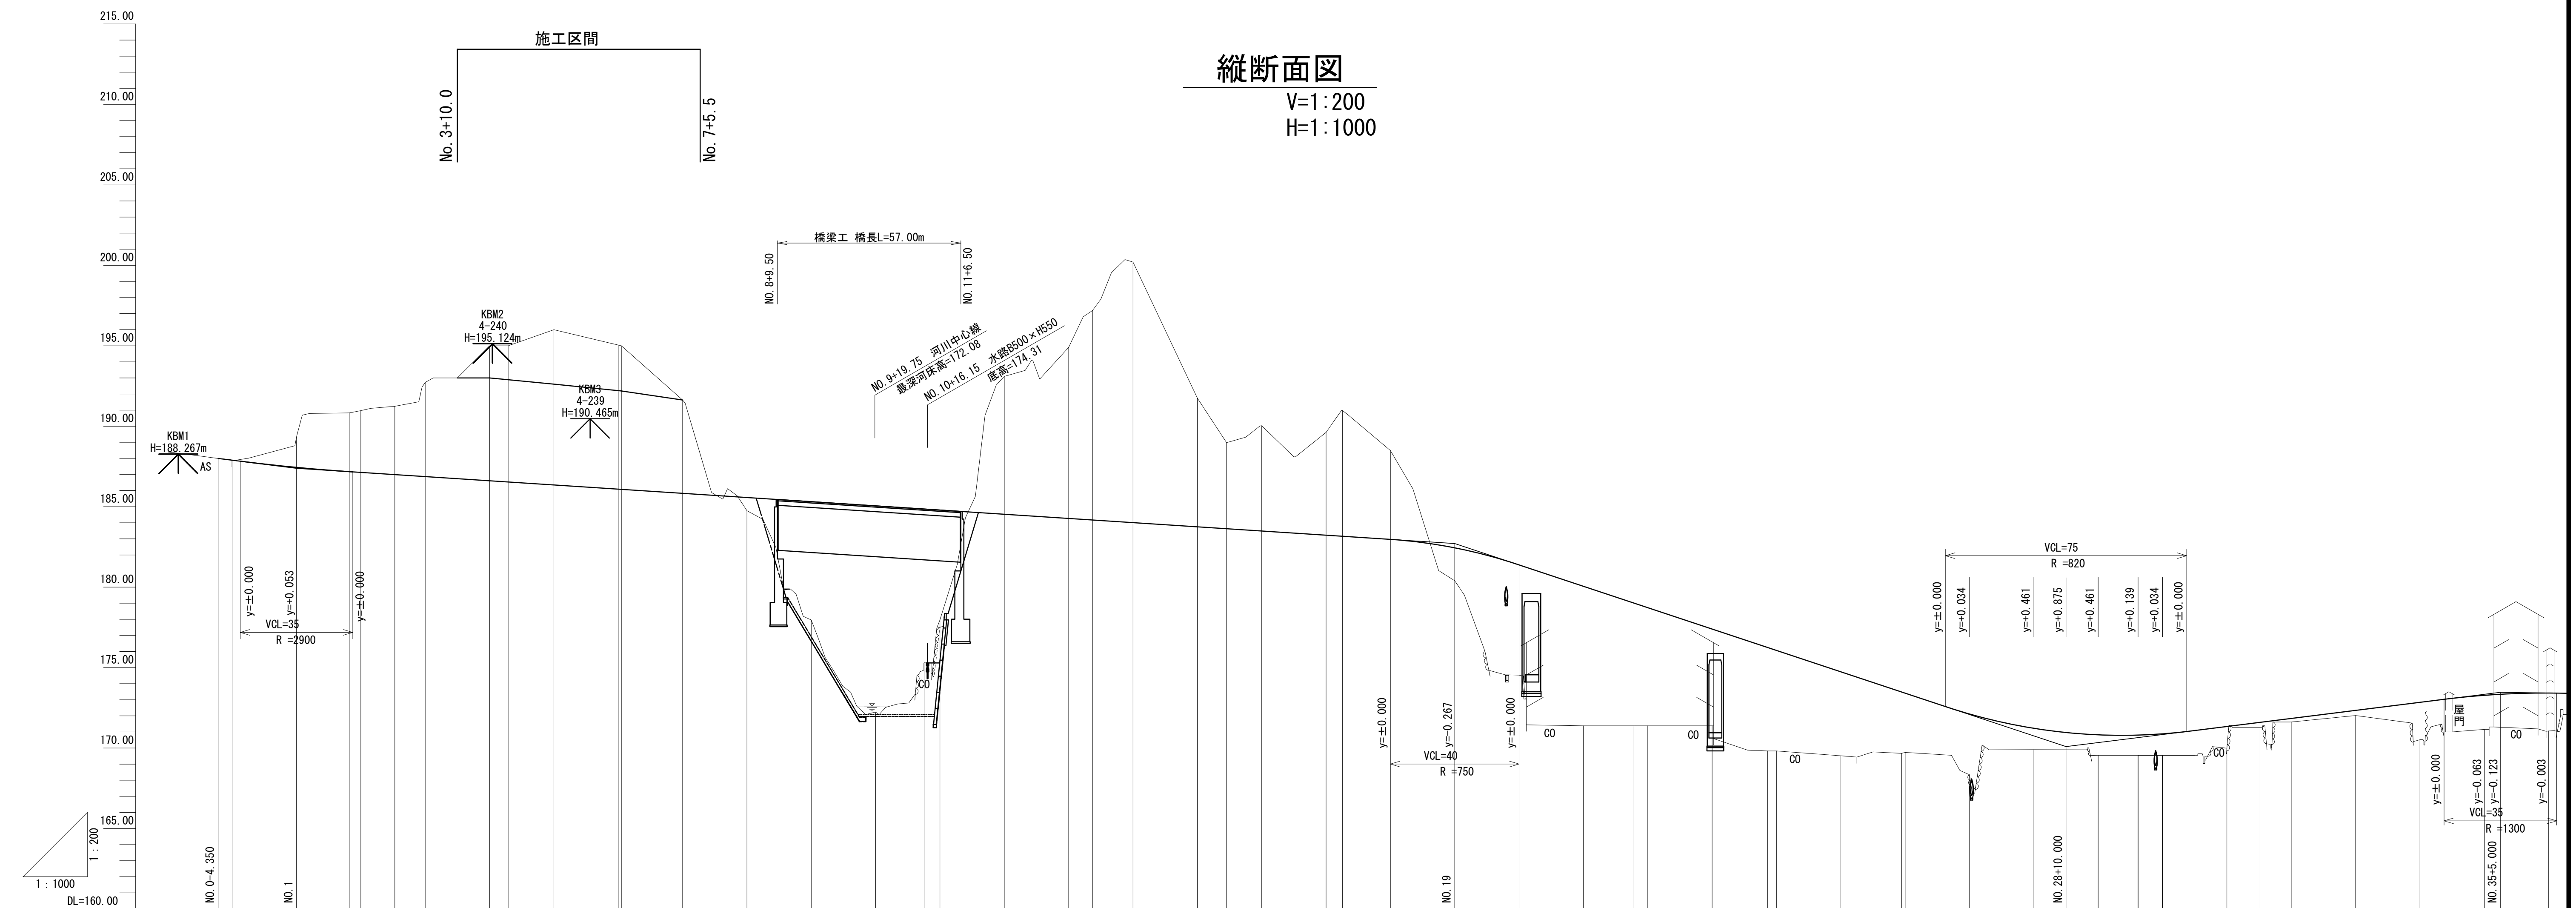 縦断面図
V=1:200
H=1:1000
215.00
210.00
205.00
200.00
195.00
190.00
185.00
180.00
175.00
170.00
165.00
DL=160.00
1:200
1:1000
施工区間
No.3+10.0
No.7+5.5
KBM1
H=188.267m
AS
KBM2
4-240
H=195.124m
KBM3
4-239
H=190.465m
橋梁工 橋長L=57.00m
NO.8+9.50
NO.11+6.50
NO.9+19.75 河川中心線
最深河床高=172.08
NO.10+16.15 水路B500×H550
底高=174.31
CO
y=±0.000
y=+0.053
y=±0.000
VCL=35
R =2900
NO.0-4.350
NO.1
y=±0.000
y=-0.267
y=±0.000
VCL=40
R =750
NO.19
CO
CO
CO
VCL=75
R =820
y=±0.000
y=+0.034
y=+0.461
y=+0.875
y=+0.461
y=+0.139
y=+0.034
y=±0.000
NO.28+10.000
CO
門
屋
CO
y=±0.000
y=-0.063
y=-0.123
y=-0.003
VCL=35
R =1300
NO.35+5.000